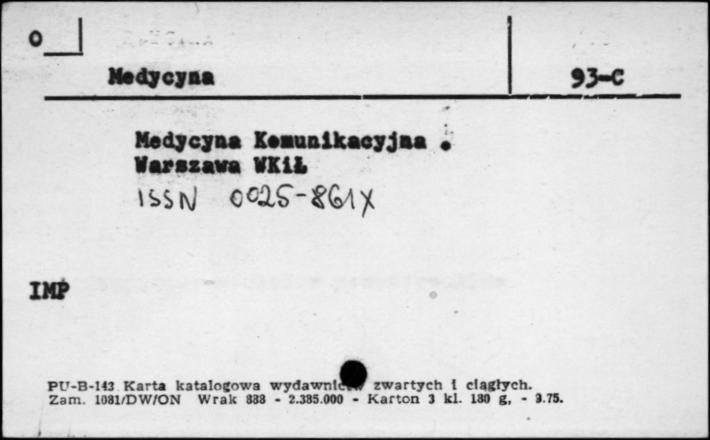 o
Medycyna 93-C
Medycyna Komunikacyjna .
Warszawa WKiŁ
ISSN 0025-861X
IMP
PU-B-143 Karta katalogowa wydawnictw zwartych i ciągłych.
Zam. 1081/DW/ON Wrak 888 - 2.385.000 - Karton 3 kl. 180 g, - 9.75.